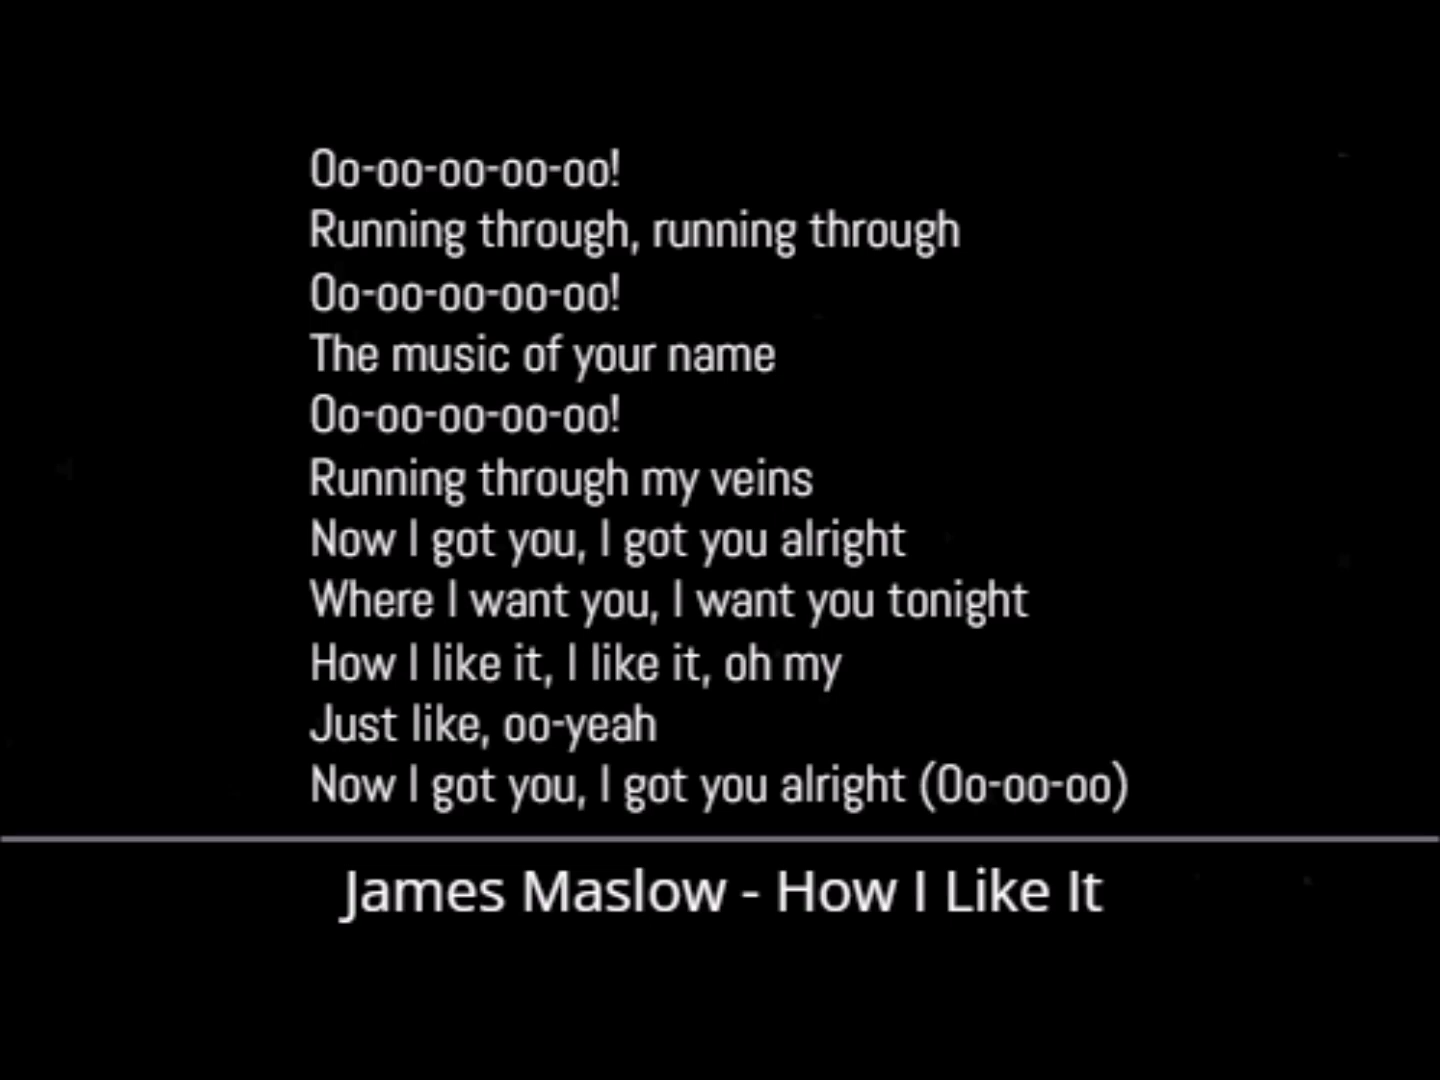 Oo-oo-oo-oo-oo!
Running through, running through
Oo-oo-oo-oo-oo!
The music of your name
Oo-oo-oo-oo-oo!
Running through my veins
Now I got you, I got you alright
Where I want you, I want you tonight
How I like it, I like it, oh my
Just like, oo-yeah
Now I got you, I got you alright (Oo-oo-oo)
James Maslow - How I Like It